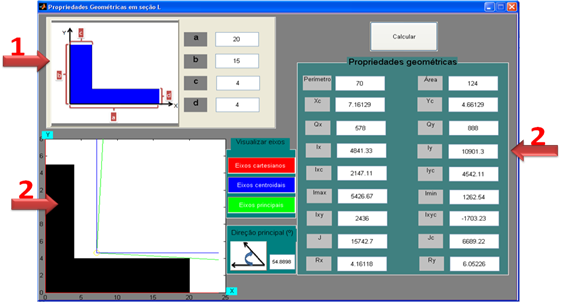 Propriedades Geométricas em seção L
1
Y
c
b
d
a
X
a 20
b 15
c 4
d 4
Calcular
Propriedades geométricas
Perímetro 70 Área 124
Xc 7.16129 Yc 4.66129
Qx 578 Qy 888
Ix 4841.33 Iy 10901.3
Ixc 2147.11 Iyc 4542.11
Imax 5426.67 Imin 1262.54
Ixy 2436 Ixyc -1703.23
J 15742.7 Jc 6689.22
Rx 4.16118 Ry 6.05226
2
Visualizar eixos
Eixos cartesianos
Eixos centroidais
Eixos principais
Direção principal (º)
54.8898
2
Y
8
7
6
5
4
3
2
1
0
0 5 10 15 20 25
X